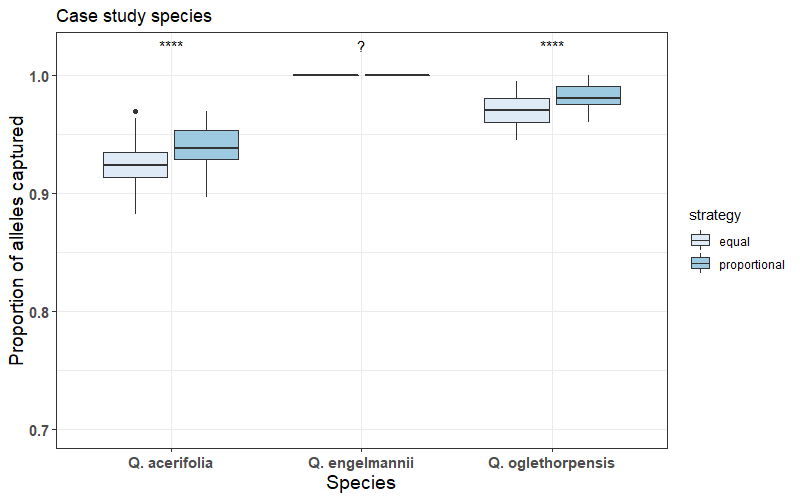 Case study species
**** ? ****
1.0
0.9
0.8
0.7
Proportion of alleles captured
Q. acerifolia Q. engelmannii Q. oglethorpensis
Species
strategy
equal
proportional